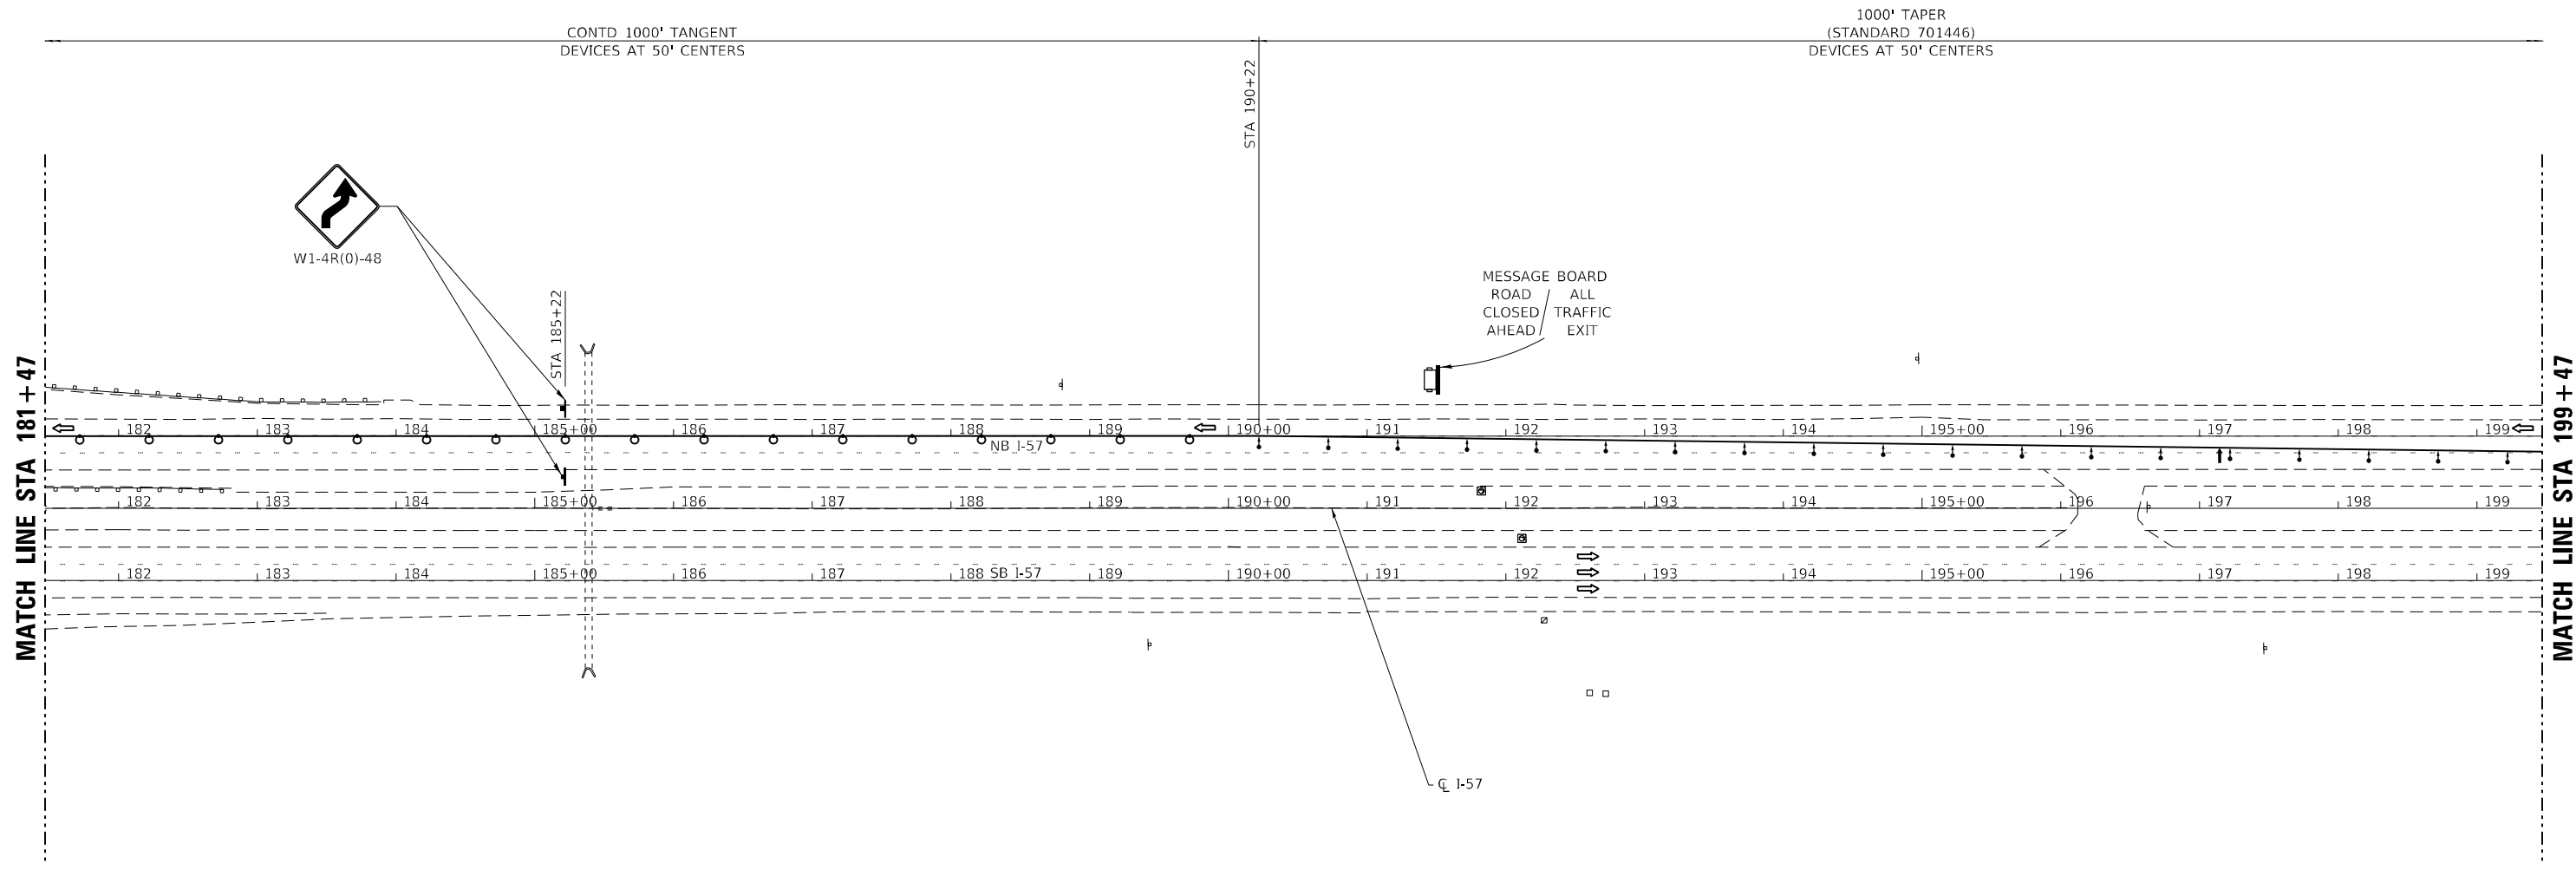 CONTD 1000' TANGENT
DEVICES AT 50' CENTERS
1000' TAPER
(STANDARD 701446)
DEVICES AT 50' CENTERS
STA 190+22
W1-4R(0)-48
STA 185+22
MESSAGE BOARD
ROAD ALL
CLOSED TRAFFIC
AHEAD EXIT
MATCH LINE STA 181+47
MATCH LINE STA 199+47
182 183 184 185+00 186 187 188 189 190+00 191 192 193 194 195+00 196 197 198 199
NB I-57
182 183 184 185+00 186 187 188 189 190+00 191 192 193 194 195+00 196 197 198 199
182 183 184 185+00 186 187 188 189 190+00 191 192 193 194 195+00 196 197 198 199
SB I-57
℄ I-57